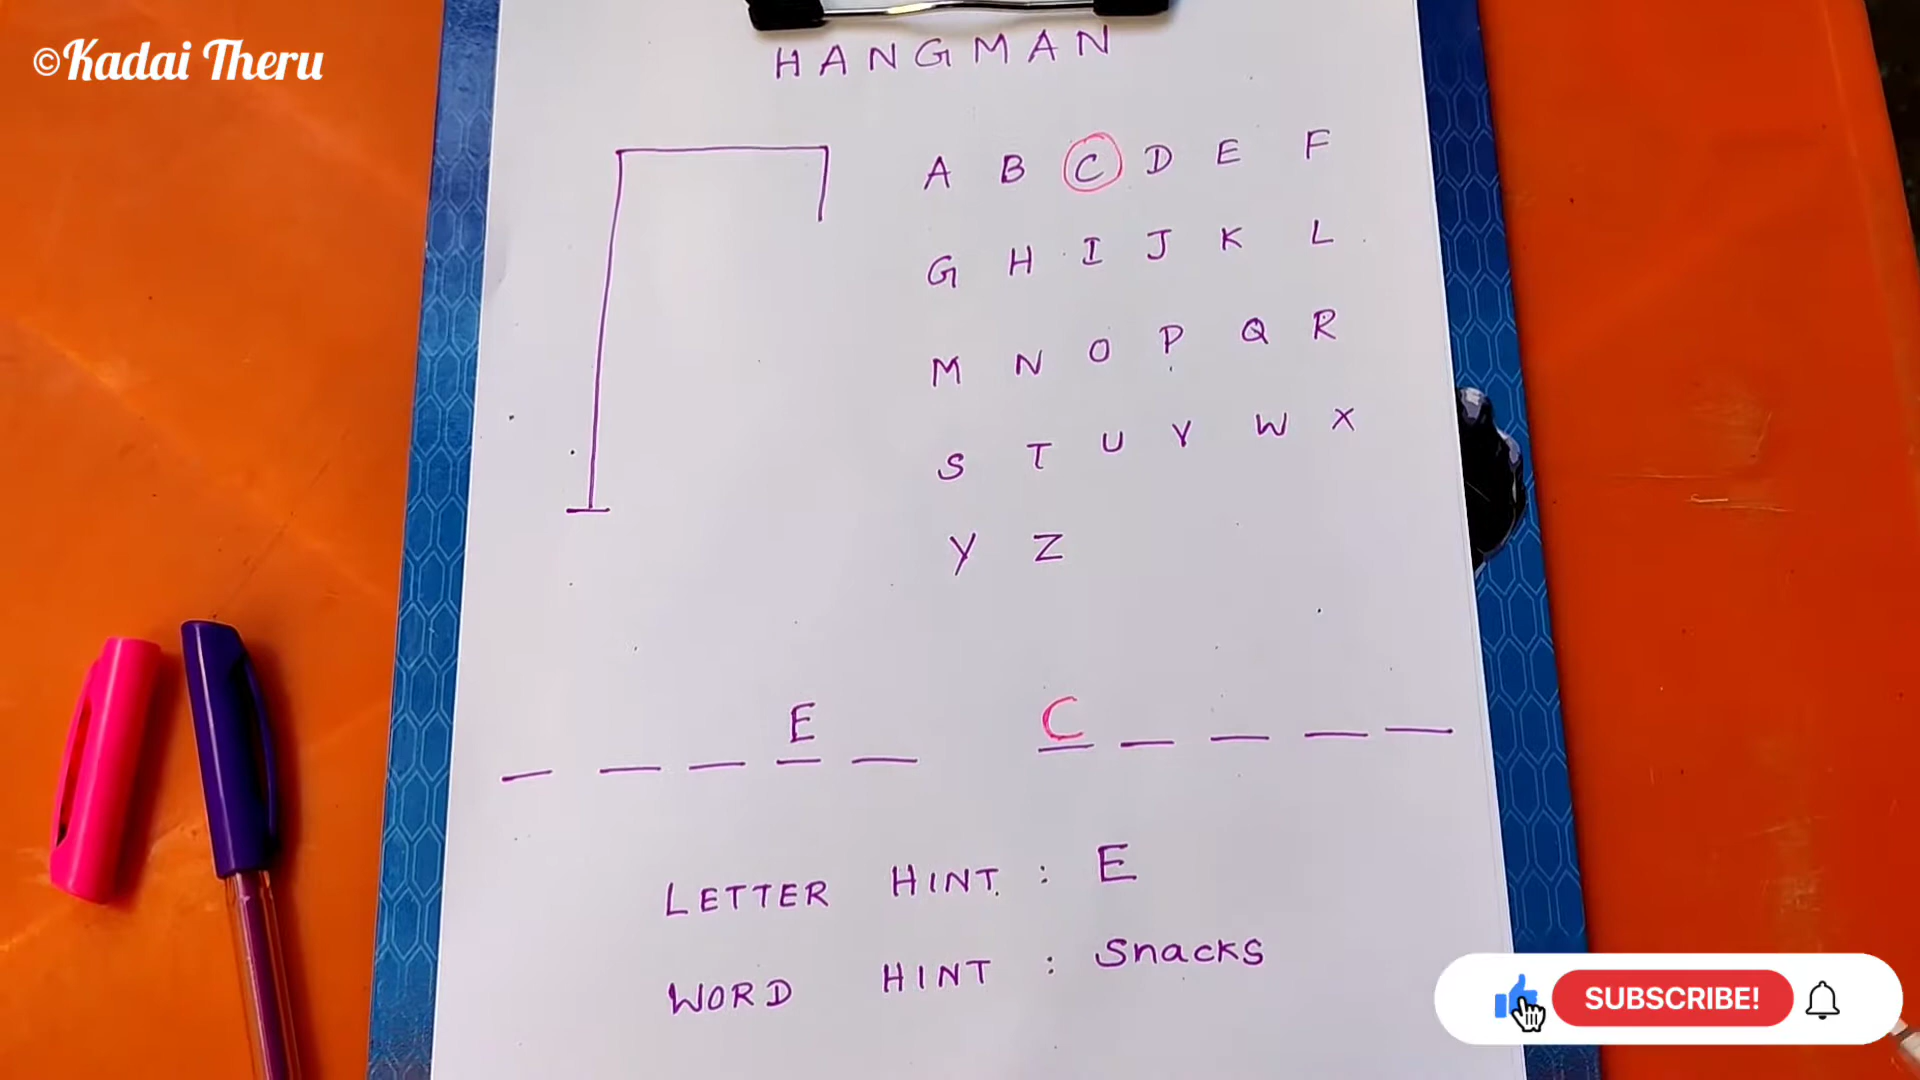 ©Kadai Theru
HANGMAN
A B C D E F
G H I J K L
M N O P Q R
S T U V W X
Y Z
E C
LETTER HINT : E
WORD HINT : Snacks
SUBSCRIBE!